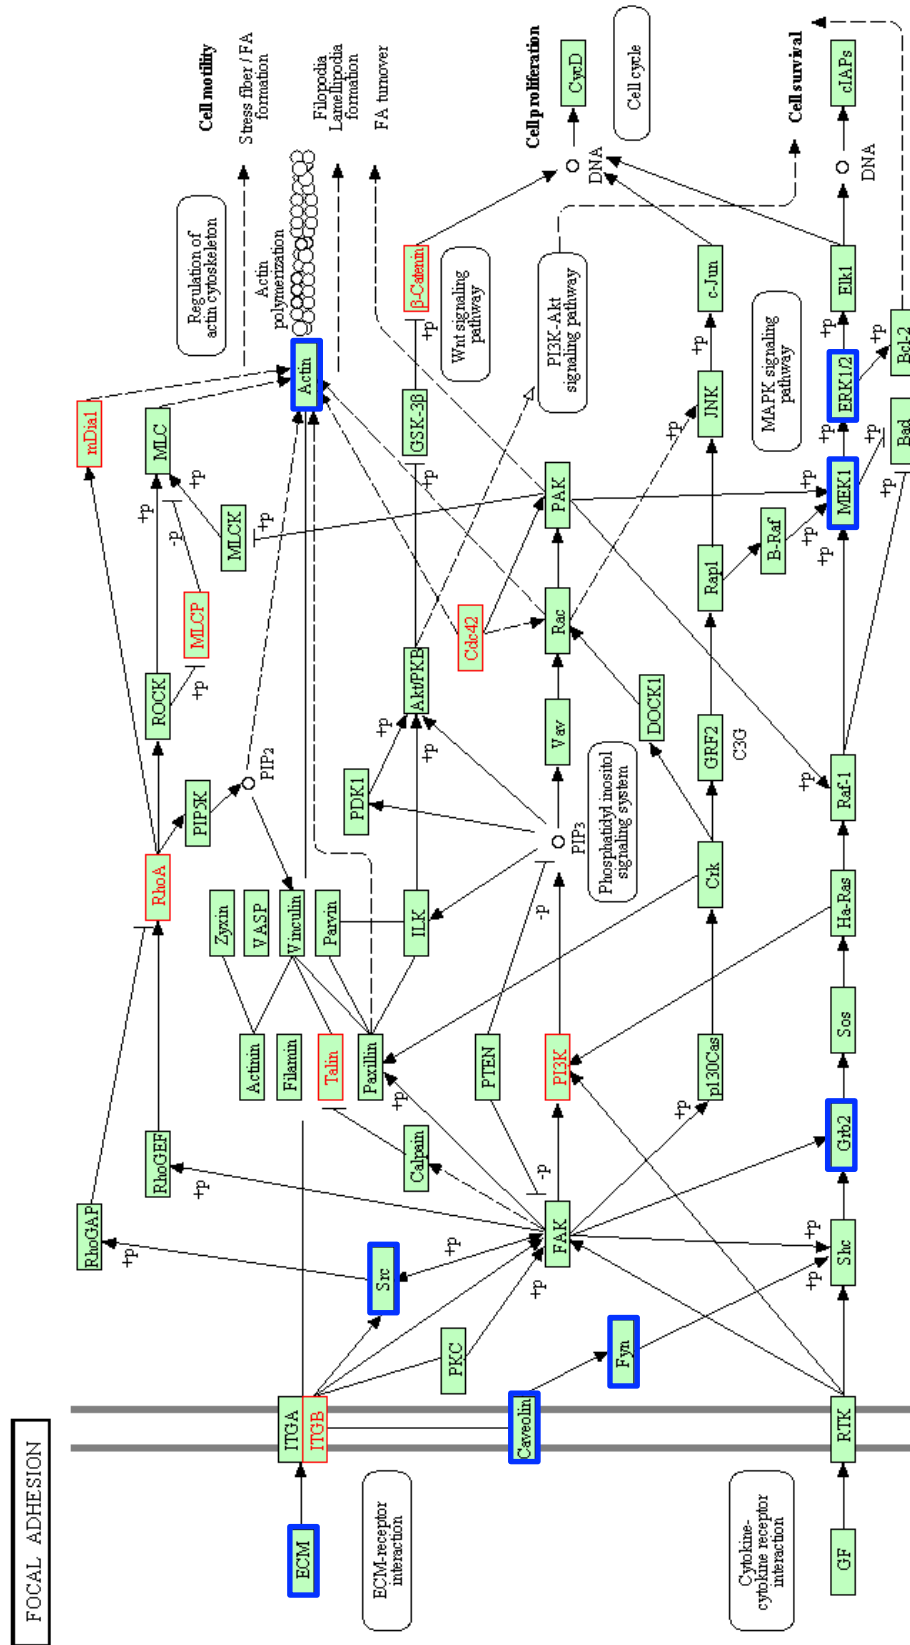 FOCAL ADHESION
Cell motility
Stress fiber / FA
formation
Filopodia
Lamellipodia
formation
FA turnover
Regulation of
actin cytoskeleton
Actin
polymerization
mDia1
MLC
Actin
+p
-p
+p
MLCK
+p
MLCP
+p
ROCK
RhoA
PIP5K
PIP2
Zyxin
VASP
Vinculin
Parvin
ILK
Actinin
Filamin
Talin
Paxillin
+p
RhoGEF
+p
RhoGAP
+p
Calpain
Src
+p
ITGA
ITGB
ECM
ECM-receptor
interaction
PKC
+p
FAK
-p
PTEN
PI3K
-p
PIP3
PDK1
+p
+p
Akt/PKB
+p
GSK-3β
+p
β-Catenin
Wnt signaling
pathway
Cell proliferation
CycD
DNA
Cell cycle
PI3K-Akt
signaling pathway
Cdc42
Vav
Rac
PAK
Phosphatidyl inositol
signaling system
Caveolin
Fyn
+p
p130Cas
Crk
DOCK1
GRF2
C3G
Rap1
B-Raf
+p
JNK
+p
c-Jun
MAPK signaling
pathway
Cell survival
cIAPs
DNA
Cytokine-
cytokine receptor
interaction
GF
RTK
+p
+p
Shc
Grb2
Sos
Ha-Ras
+p
Raf-1
+p
+p
MEK1
+p
ERK1/2
+p
Elk1
+p
Bad
+p
Bcl-2